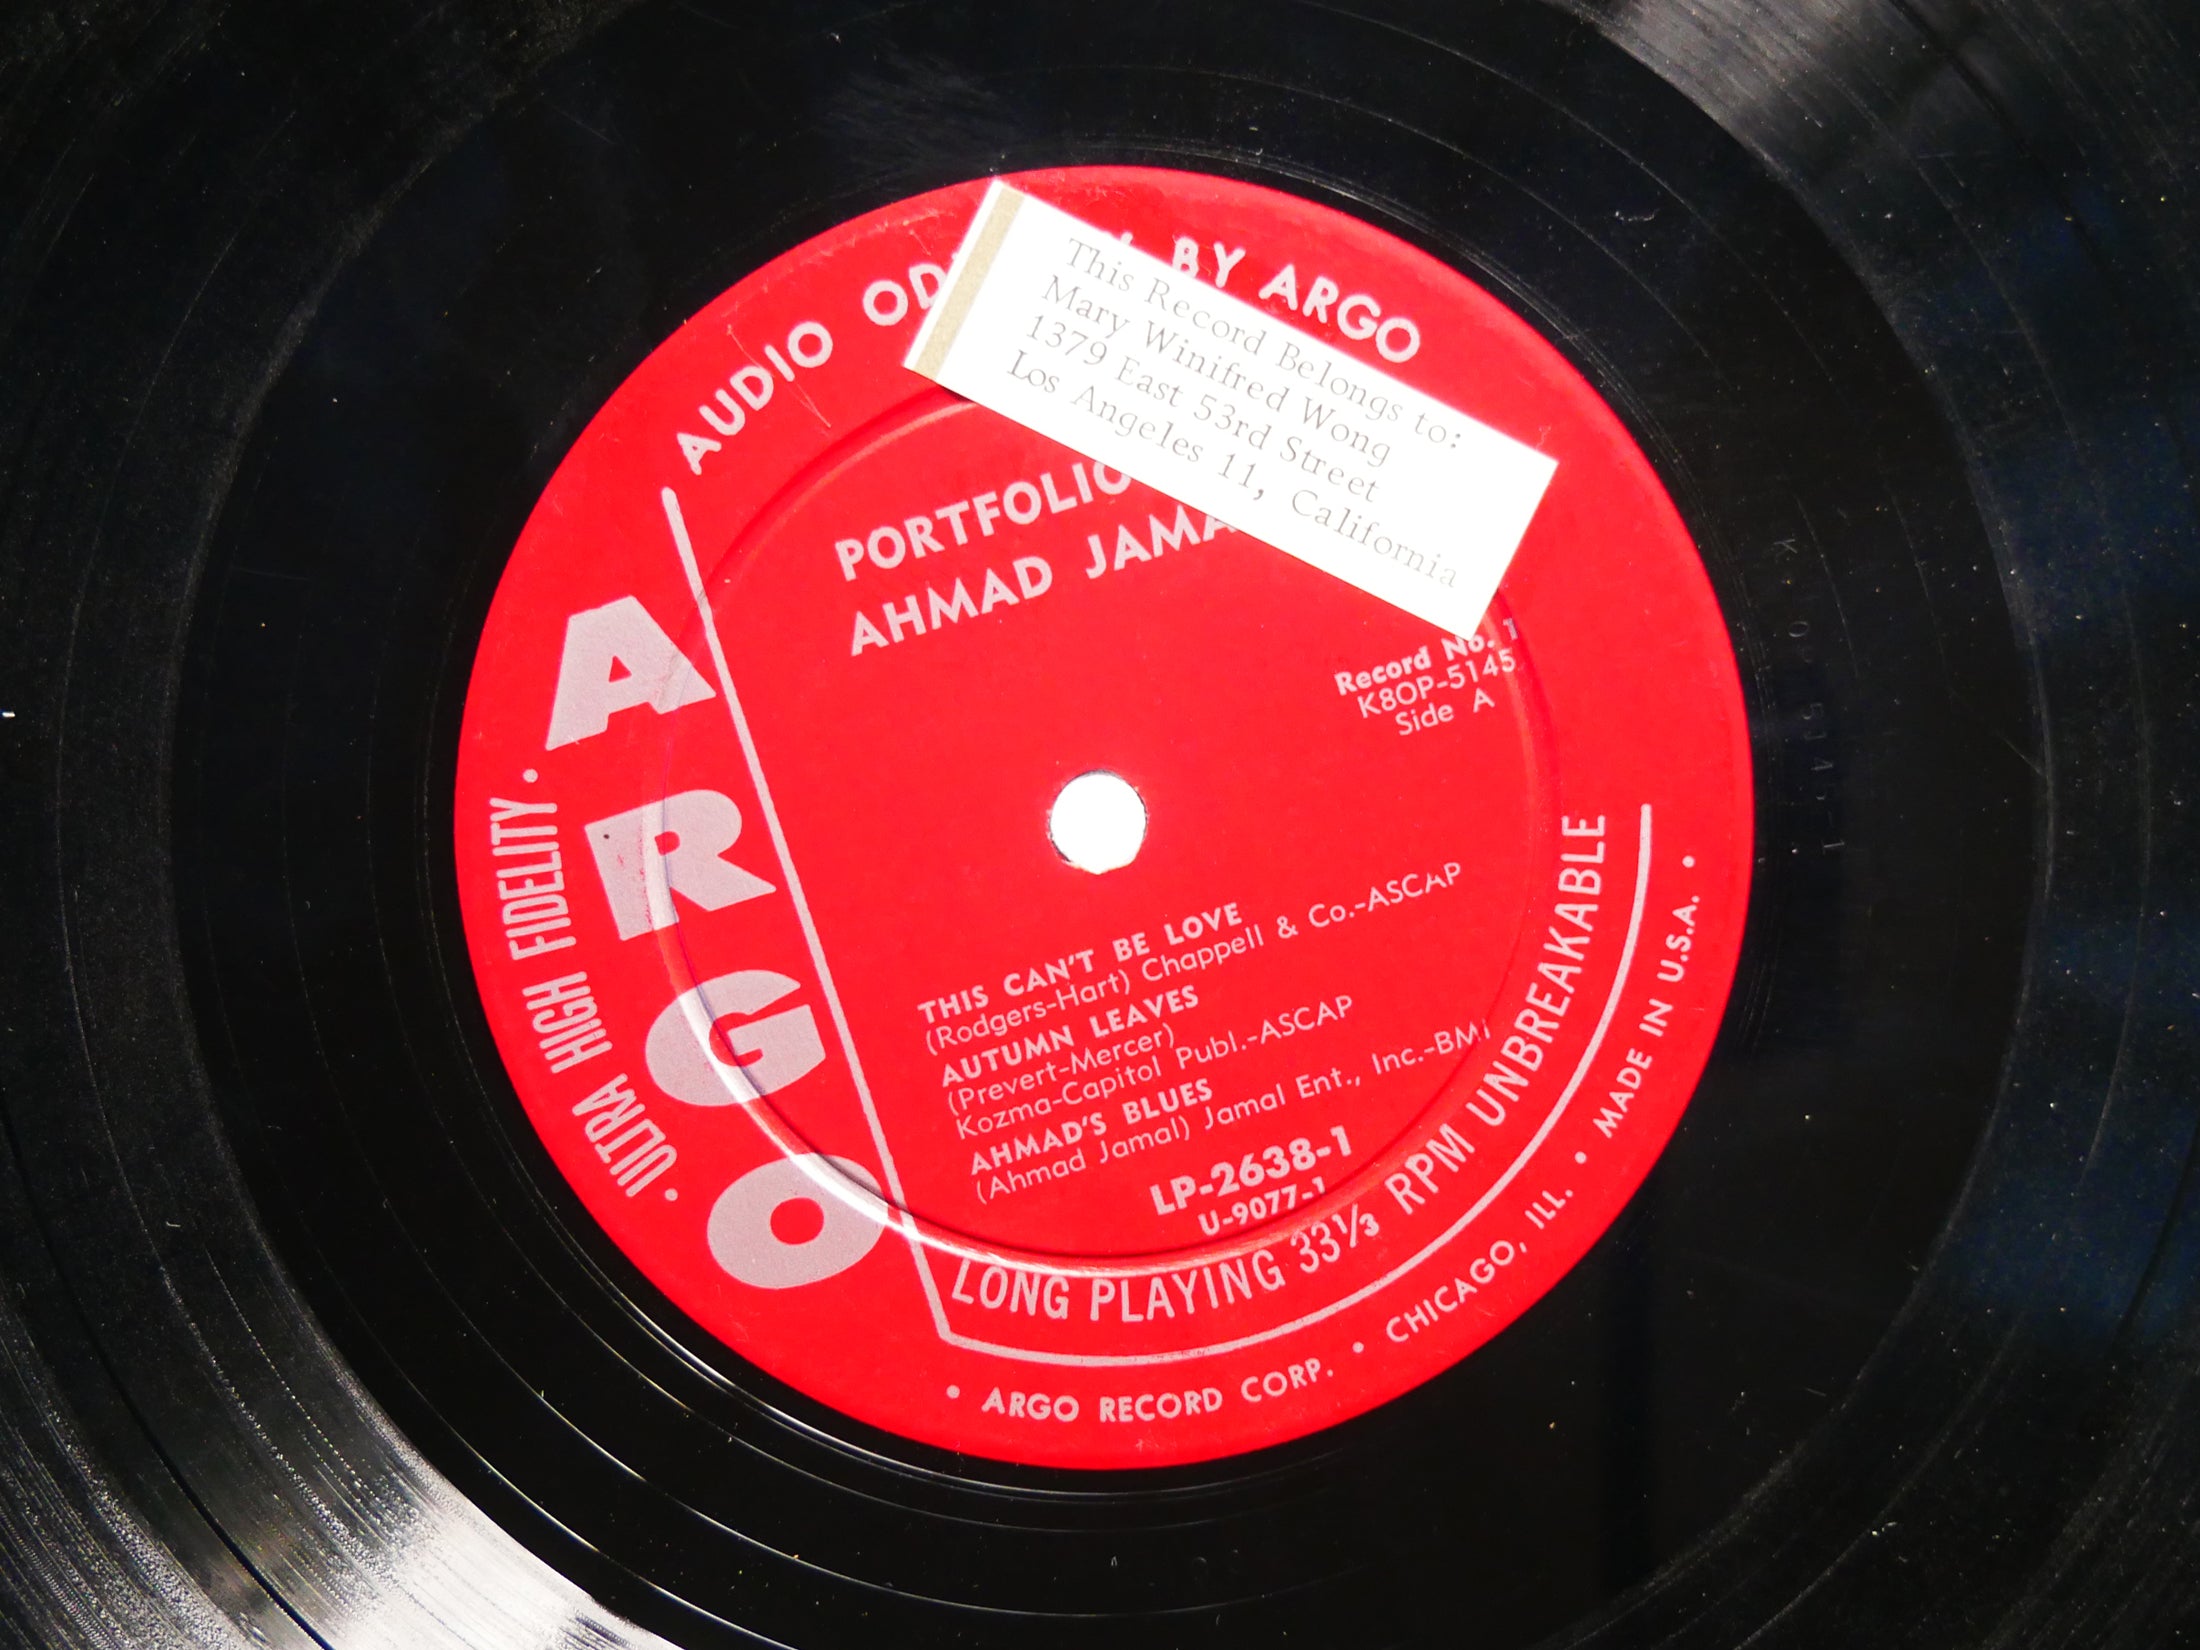 AUDIO BY ARGO
This Record Belongs to:
Mary Winifred Wong
1379 East 53rd Street
Los Angeles 11, California
PORTFOLIO
AHMAD
Record No. 1
K8OP-5145
Side A
ARGO
• ULTRA HIGH FIDELITY •
THIS CAN'T BE LOVE
(Rodgers-Hart) Chappell & Co.-ASCAP
AUTUMN LEAVES
(Prevert-Mercer)
Kozma-Capitol Publ.-ASCAP
AHMAD'S BLUES
(Ahmad Jamal) Jamal Ent., Inc.-BMI
LP-2638-1
U-9077-1
LONG PLAYING 33⅓ RPM UNBREAKABLE
• ARGO RECORD CORP. • CHICAGO, ILL. • MADE IN U.S.A. •